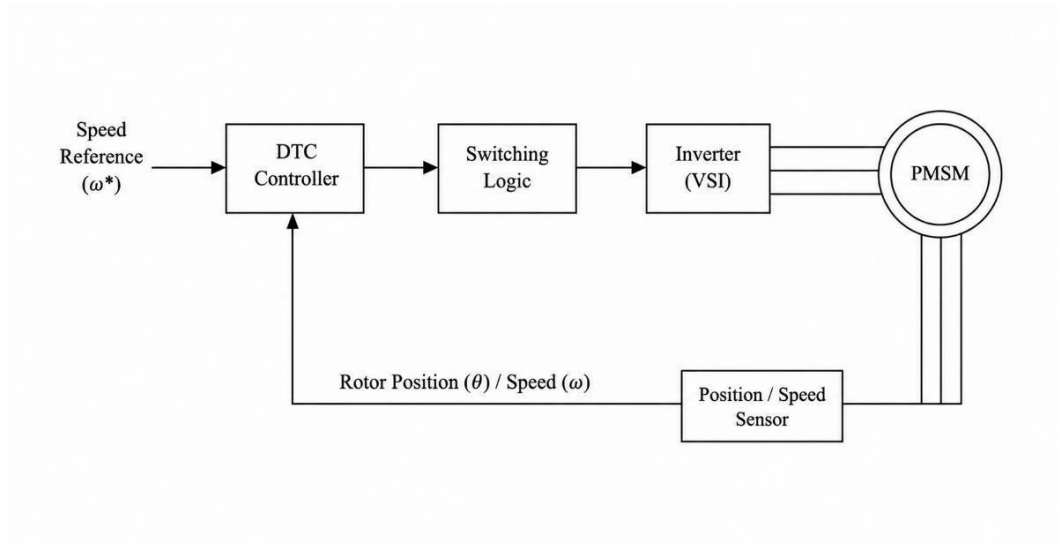 Speed
Reference
(ω*)
DTC
Controller
Switching
Logic
Inverter
(VSI)
PMSM
Rotor Position (θ) / Speed (ω)
Position / Speed
Sensor